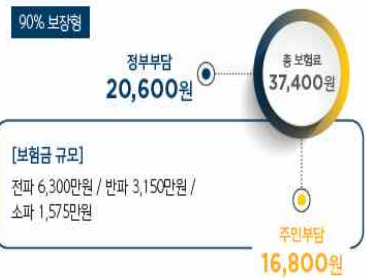 90% 보장형
정부부담
20,600원
총 보험료
37,400원
[보험금 규모]
전파 6,300만원 / 반파 3,150만원 /
소파 1,575만원
주민부담
16,800원